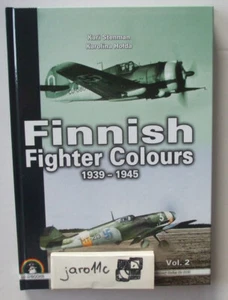 Kari Stenman
Karolina Hołda
Finnish
Fighter Colours
1939 - 1945
Vol. 2
jaro11c